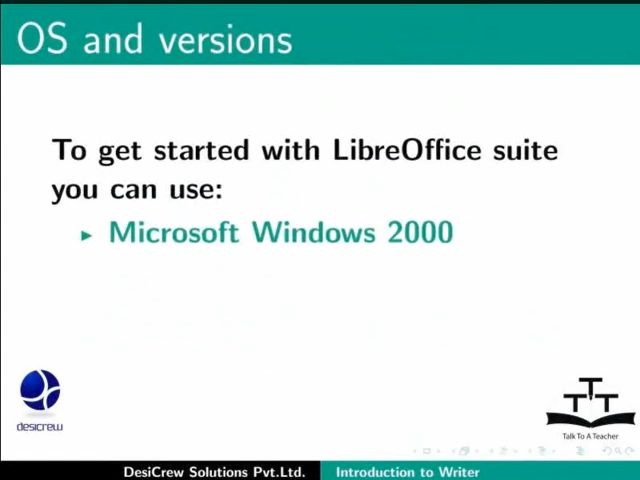 OS and versions
To get started with LibreOffice suite
you can use:
Microsoft Windows 2000
desicrew
TTT
Talk To A Teacher
DesiCrew Solutions Pvt.Ltd. Introduction to Writer